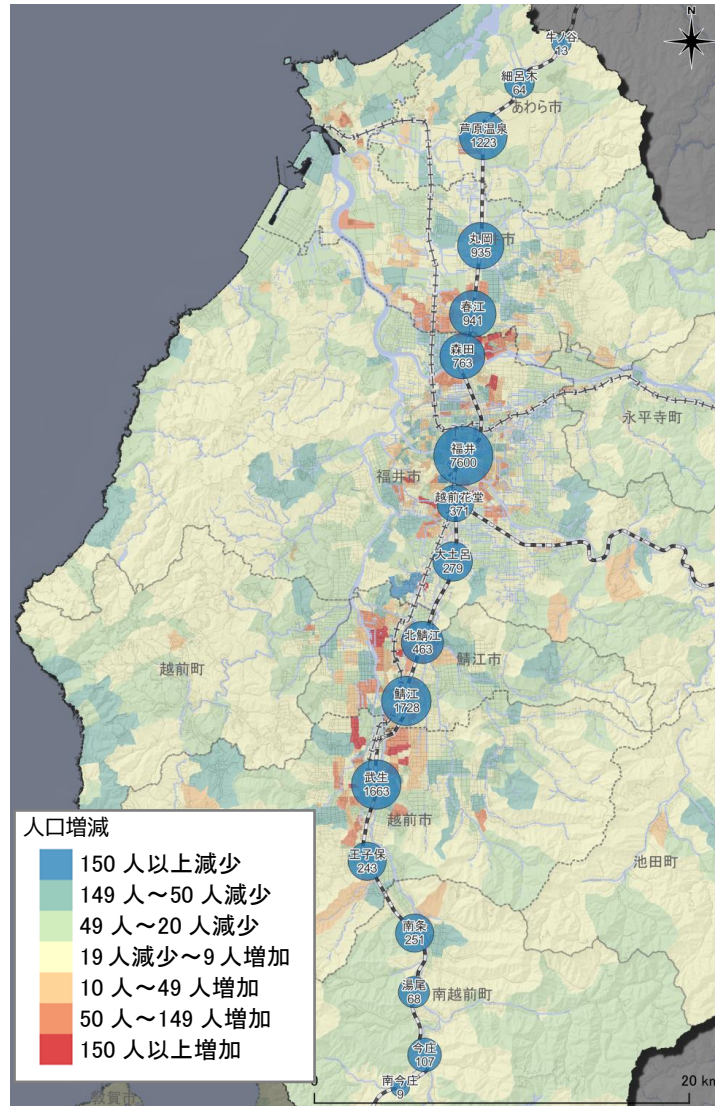 N
牛ノ谷
13
細呂木
64
あわら市
芦原温泉
1223
丸岡
935
市
春江
941
森田
763
永平寺町
福井
7600
福井市
越前花堂
371
大土呂
279
北鯖江
463
鯖江市
越前町
鯖江
1728
武生
1663
越前市
人口増減
150 人以上減少
149 人～50 人減少
49 人～20 人減少
19 人減少～9 人増加
10 人～49 人増加
50 人～149 人増加
150 人以上増加
王子保
243
池田町
南条
251
湯尾
68
南越前町
今庄
107
南今庄
9
敦賀市
0
20 km